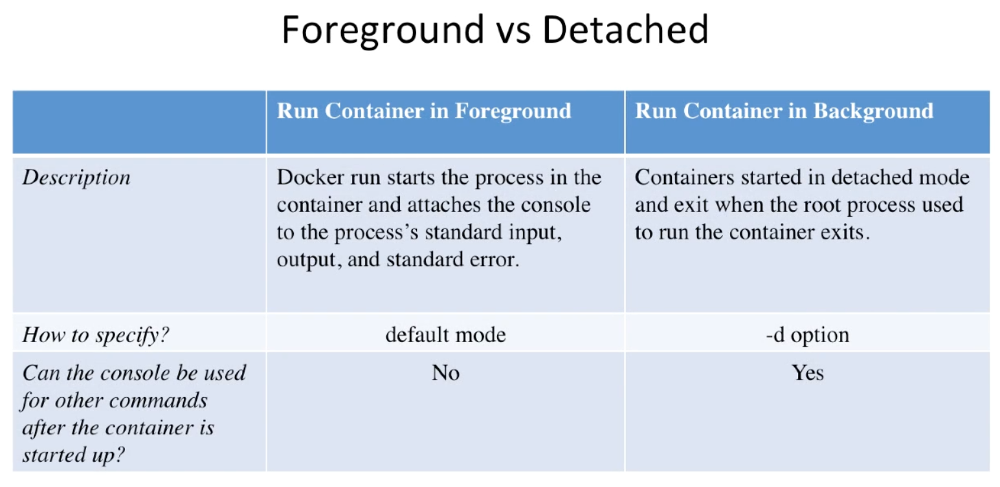 Foreground vs Detached
Run Container in Foreground
Run Container in Background
Description
Docker run starts the process in the
container and attaches the console
to the process’s standard input,
output, and standard error.
Containers started in detached mode
and exit when the root process used
to run the container exits.
How to specify?
default mode
-d option
Can the console be used
for other commands
after the container is
started up?
No
Yes